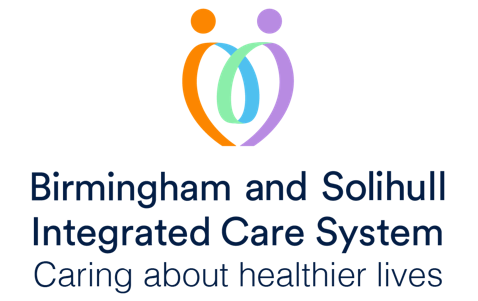 Birmingham and Solihull
Integrated Care System
Caring about healthier lives